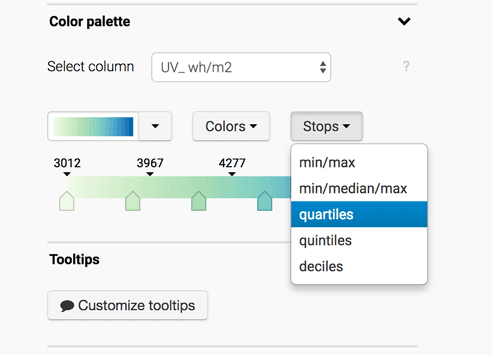 Color palette
Select column UV_ wh/m2 ?
Colors Stops
3012 3967 4277
min/max
min/median/max
quartiles
quintiles
deciles
Tooltips
Customize tooltips